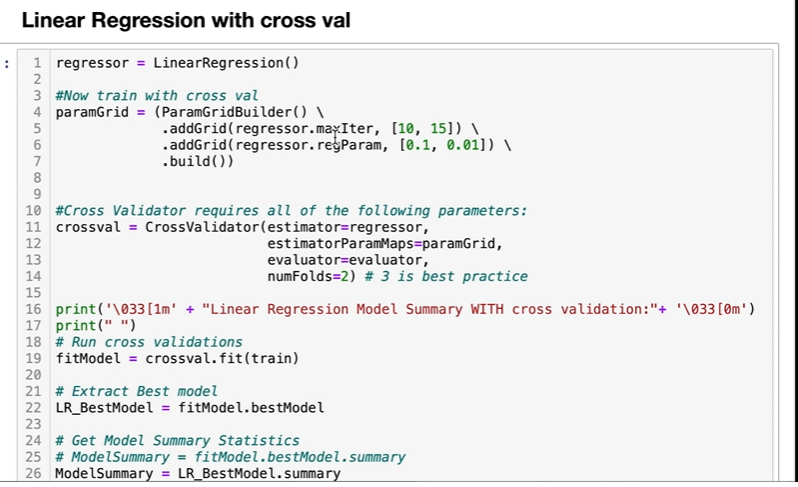 Linear Regression with cross val
:
1 regressor = LinearRegression()
2
3 #Now train with cross val
4 paramGrid = (ParamGridBuilder() \
5 .addGrid(regressor.maxIter, [10, 15]) \
6 .addGrid(regressor.regParam, [0.1, 0.01]) \
7 .build())
8
9
10 #Cross Validator requires all of the following parameters:
11 crossval = CrossValidator(estimator=regressor,
12 estimatorParamMaps=paramGrid,
13 evaluator=evaluator,
14 numFolds=2) # 3 is best practice
15
16 print('\033[1m' + "Linear Regression Model Summary WITH cross validation:"+ '\033[0m')
17 print(" ")
18 # Run cross validations
19 fitModel = crossval.fit(train)
20
21 # Extract Best model
22 LR_BestModel = fitModel.bestModel
23
24 # Get Model Summary Statistics
25 # ModelSummary = fitModel.bestModel.summary
26 ModelSummary = LR_BestModel.summary